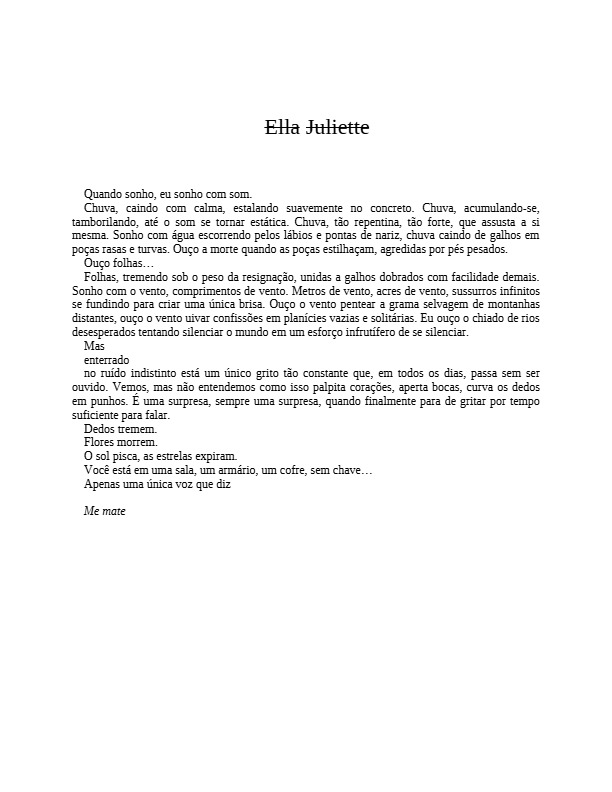 Ella Juliette
Quando sonho, eu sonho com som.
Chuva, caindo com calma, estalando suavemente no concreto. Chuva, acumulando-se,
tamborilando, até o som se tornar estática. Chuva, tão repentina, tão forte, que assusta a si
mesma. Sonho com água escorrendo pelos lábios e pontas de nariz, chuva caindo de galhos em
poças rasas e turvas. Ouço a morte quando as poças estilhaçam, agredidas por pés pesados.
Ouço folhas…
Folhas, tremendo sob o peso da resignação, unidas a galhos dobrados com facilidade demais.
Sonho com o vento, comprimentos de vento. Metros de vento, acres de vento, sussurros infinitos
se fundindo para criar uma única brisa. Ouço o vento pentear a grama selvagem de montanhas
distantes, ouço o vento uivar confissões em planícies vazias e solitárias. Eu ouço o chiado de rios
desesperados tentando silenciar o mundo em um esforço infrutífero de se silenciar.
Mas
enterrado
no ruído indistinto está um único grito tão constante que, em todos os dias, passa sem ser
ouvido. Vemos, mas não entendemos como isso palpita corações, aperta bocas, curva os dedos
em punhos. É uma surpresa, sempre uma surpresa, quando finalmente para de gritar por tempo
suficiente para falar.
Dedos tremem.
Flores morrem.
O sol pisca, as estrelas expiram.
Você está em uma sala, um armário, um cofre, sem chave…
Apenas uma única voz que diz
Me mate